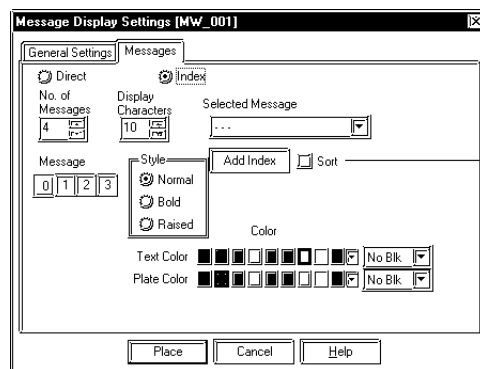 Message Display Settings [MW_001]
General Settings Messages
Direct Index
No. of Messages
Display Characters
Selected Message
4 10 ---
Message
0 1 2 3
Style
Normal
Bold
Raised
Add Index Sort
Color
Text Color No Blk
Plate Color No Blk
Place Cancel Help